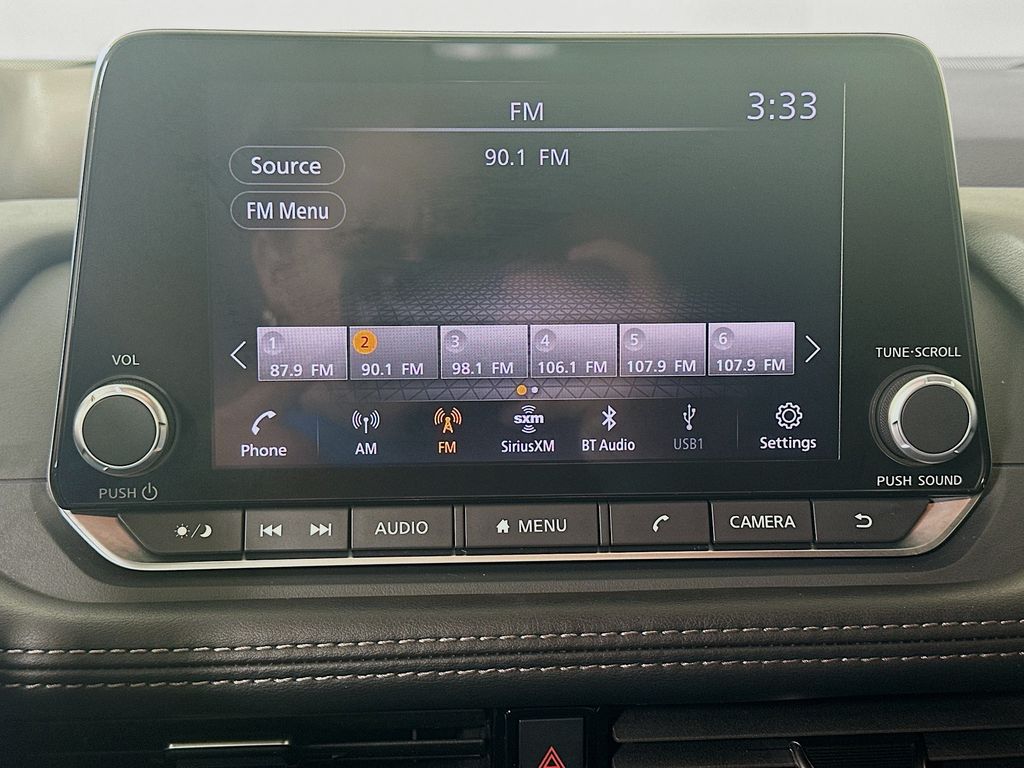 FM
3:33
90.1 FM
Source
FM Menu
1 2 3 4 5 6
87.9 FM 90.1 FM 98.1 FM 106.1 FM 107.9 FM 107.9 FM
VOL
TUNE·SCROLL
sxm
Phone AM FM SiriusXM BT Audio USB1 Settings
PUSH
PUSH SOUND
AUDIO MENU CAMERA